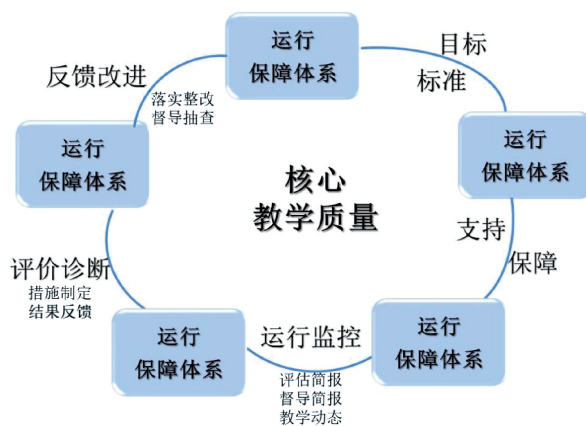 运行
保障体系
目标
标准
运行
保障体系
支持
保障
运行
保障体系
运行监控
评估简报
督导简报
教学动态
运行
保障体系
评价诊断
措施制定
结果反馈
运行
保障体系
反馈改进
落实整改
督导抽查
核心
教学质量